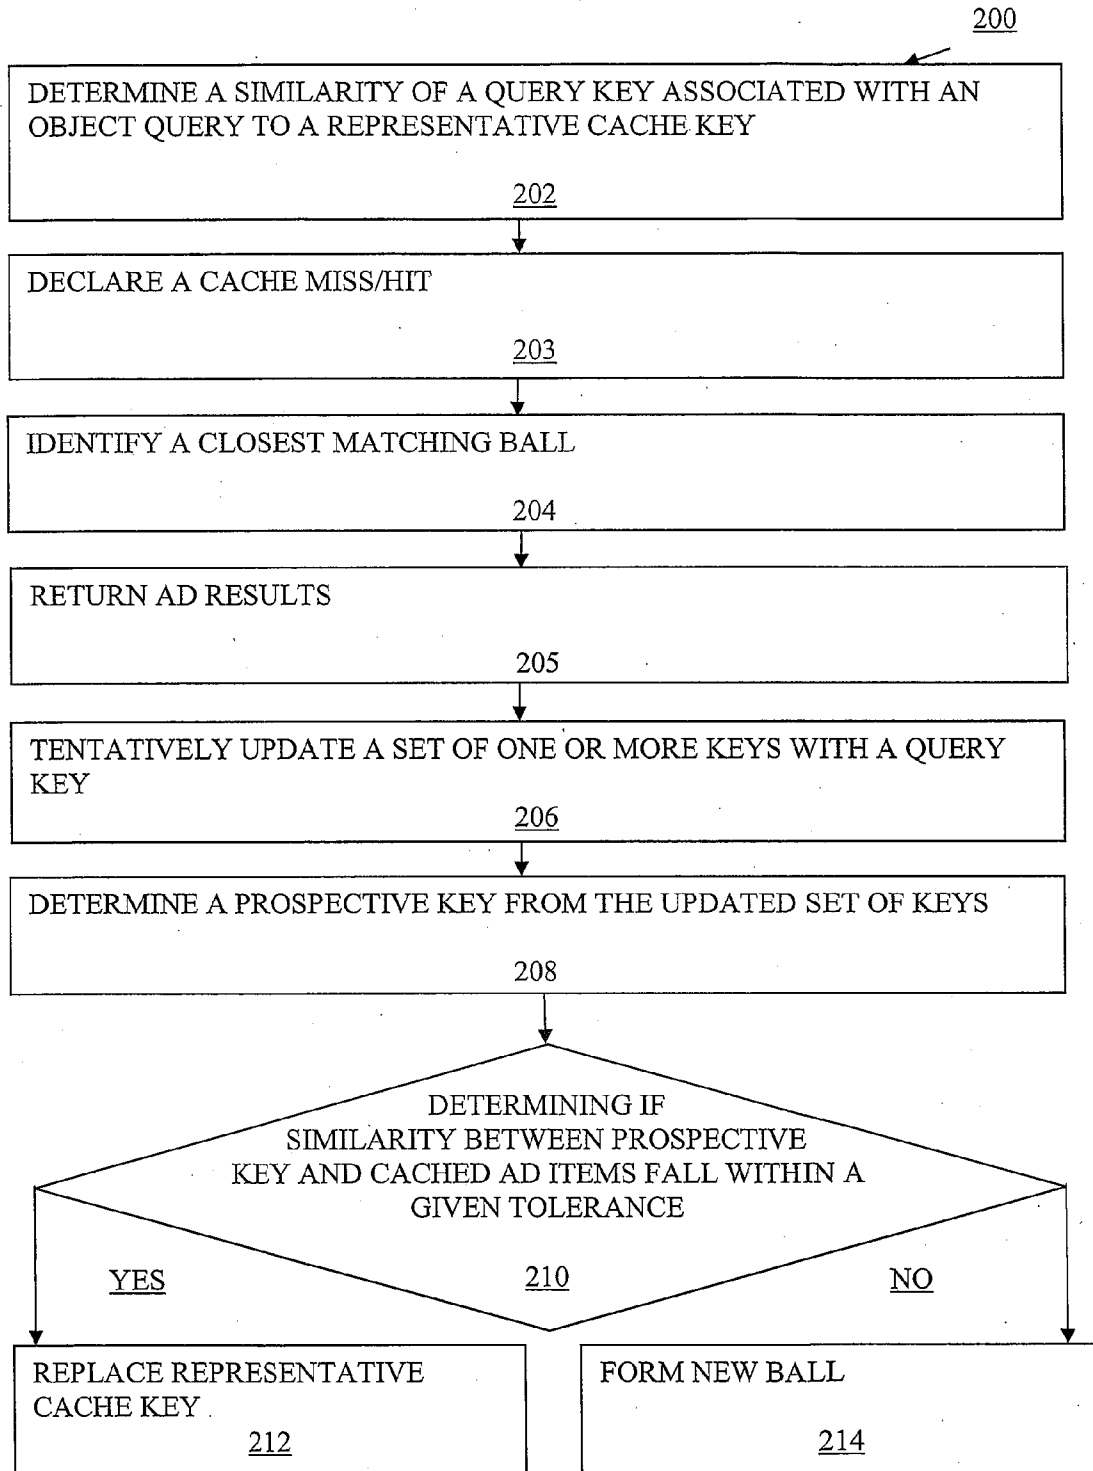 200
DETERMINE A SIMILARITY OF A QUERY KEY ASSOCIATED WITH AN
OBJECT QUERY TO A REPRESENTATIVE CACHE KEY
202
DECLARE A CACHE MISS/HIT
203
IDENTIFY A CLOSEST MATCHING BALL
204
RETURN AD RESULTS
205
TENTATIVELY UPDATE A SET OF ONE OR MORE KEYS WITH A QUERY
KEY
206
DETERMINE A PROSPECTIVE KEY FROM THE UPDATED SET OF KEYS
208
DETERMINING IF
SIMILARITY BETWEEN PROSPECTIVE
KEY AND CACHED AD ITEMS FALL WITHIN A
GIVEN TOLERANCE
210
YES
NO
REPLACE REPRESENTATIVE
CACHE KEY
212
FORM NEW BALL
214